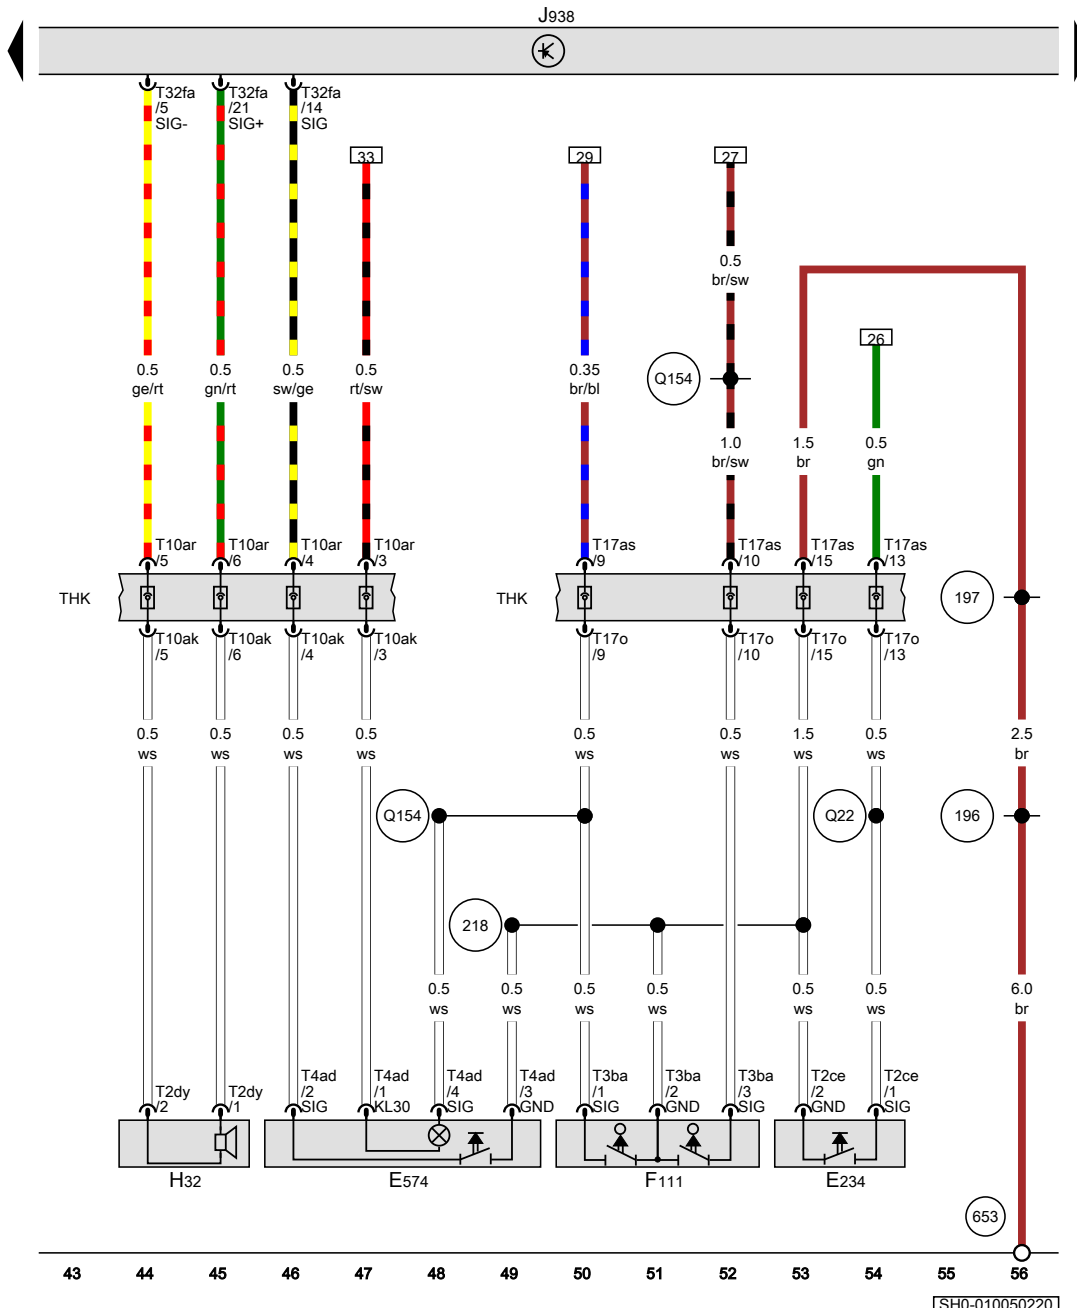 J938
T32fa T32fa T32fa
/5 /21 /14
SIG- SIG+ SIG
33 29 27
0.5
br/sw
26
0.5 0.5 0.5 0.5 0.35 Q154
ge/rt gn/rt sw/ge rt/sw br/bl
1.0 1.5 0.5
br/sw br gn
T10ar T10ar T10ar T10ar T17as T17as T17as T17as
/5 /6 /4 /3 /9 /10 /15 /13
THK THK 197
T10ak T10ak T10ak T10ak T17o T17o T17o T17o
/5 /6 /4 /3 /9 /10 /15 /13
0.5 0.5 0.5 0.5 0.5 0.5 1.5 0.5 2.5
ws ws ws ws ws ws ws ws br
Q154 Q22 196
218
0.5 0.5 0.5 0.5 0.5 0.5 6.0
ws ws ws ws ws ws br
T4ad T4ad T4ad T4ad T3ba T3ba T3ba T2ce T2ce
T2dy T2dy /2 /1 /4 /3 /1 /2 /3 /2 /1
/2 /1 SIG KL30 SIG GND SIG GND SIG GND SIG
H32 E574 F111 E234
653
43 44 45 46 47 48 49 50 51 52 53 54 55 56
SH0-010050220